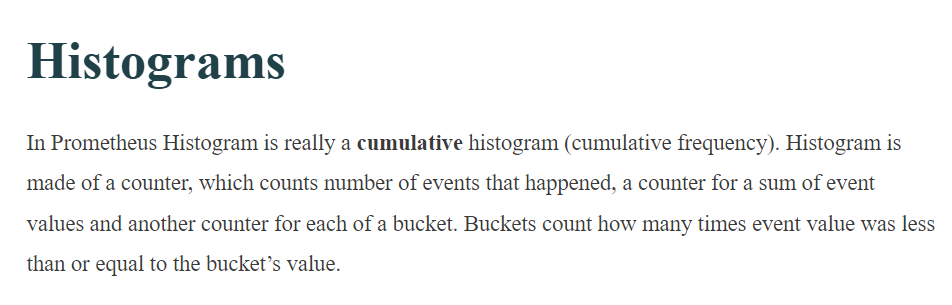 Histograms
In Prometheus Histogram is really a cumulative histogram (cumulative frequency). Histogram is
made of a counter, which counts number of events that happened, a counter for a sum of event
values and another counter for each of a bucket. Buckets count how many times event value was less
than or equal to the bucket’s value.